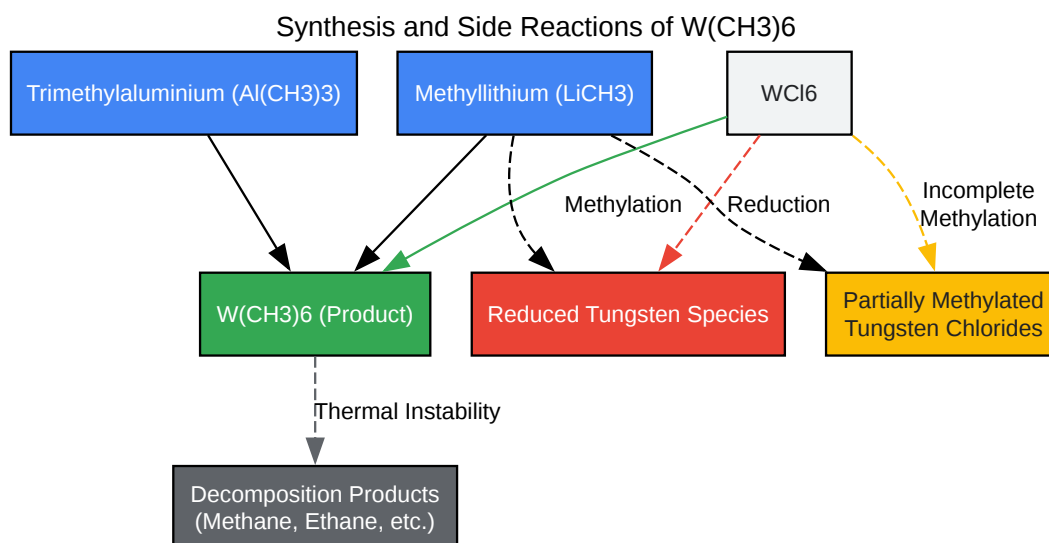 Synthesis and Side Reactions of W(CH3)6
Trimethylaluminium (Al(CH3)3)
Methyllithium (LiCH3)
WCl6
Methylation
Reduction
Incomplete
Methylation
W(CH3)6 (Product)
Reduced Tungsten Species
Partially Methylated
Tungsten Chlorides
Thermal Instability
Decomposition Products
(Methane, Ethane, etc.)